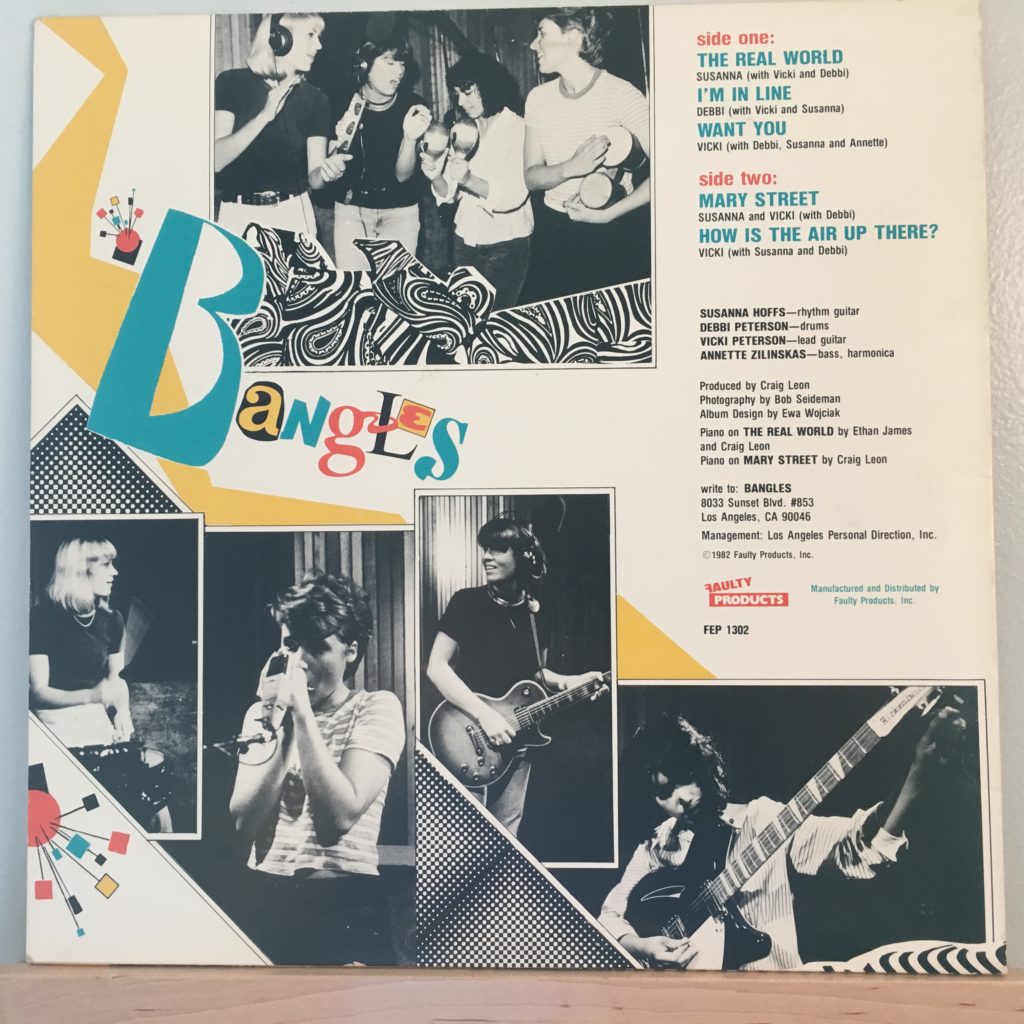 side one:
THE REAL WORLD
SUSANNA (with Vicki and Debbi)
I'M IN LINE
DEBBI (with Vicki and Susanna)
WANT YOU
VICKI (with Debbi, Susanna and Annette)
side two:
MARY STREET
SUSANNA and VICKI (with Debbi)
HOW IS THE AIR UP THERE?
VICKI (with Susanna and Debbi)
SUSANNA HOFFS—rhythm guitar
DEBBI PETERSON—drums
VICKI PETERSON—lead guitar
ANNETTE ZILINSKAS—bass, harmonica
Produced by Craig Leon
Photography by Bob Seideman
Album Design by Ewa Wojciak
Piano on THE REAL WORLD by Ethan James
and Craig Leon
Piano on MARY STREET by Craig Leon
write to: BANGLES
8033 Sunset Blvd. #853
Los Angeles, CA 90046
Management: Los Angeles Personal Direction, Inc.
©1982 Faulty Products, Inc.
FAULTY
PRODUCTS
Manufactured and Distributed by
Faulty Products, Inc.
FEP 1302
BANGLES